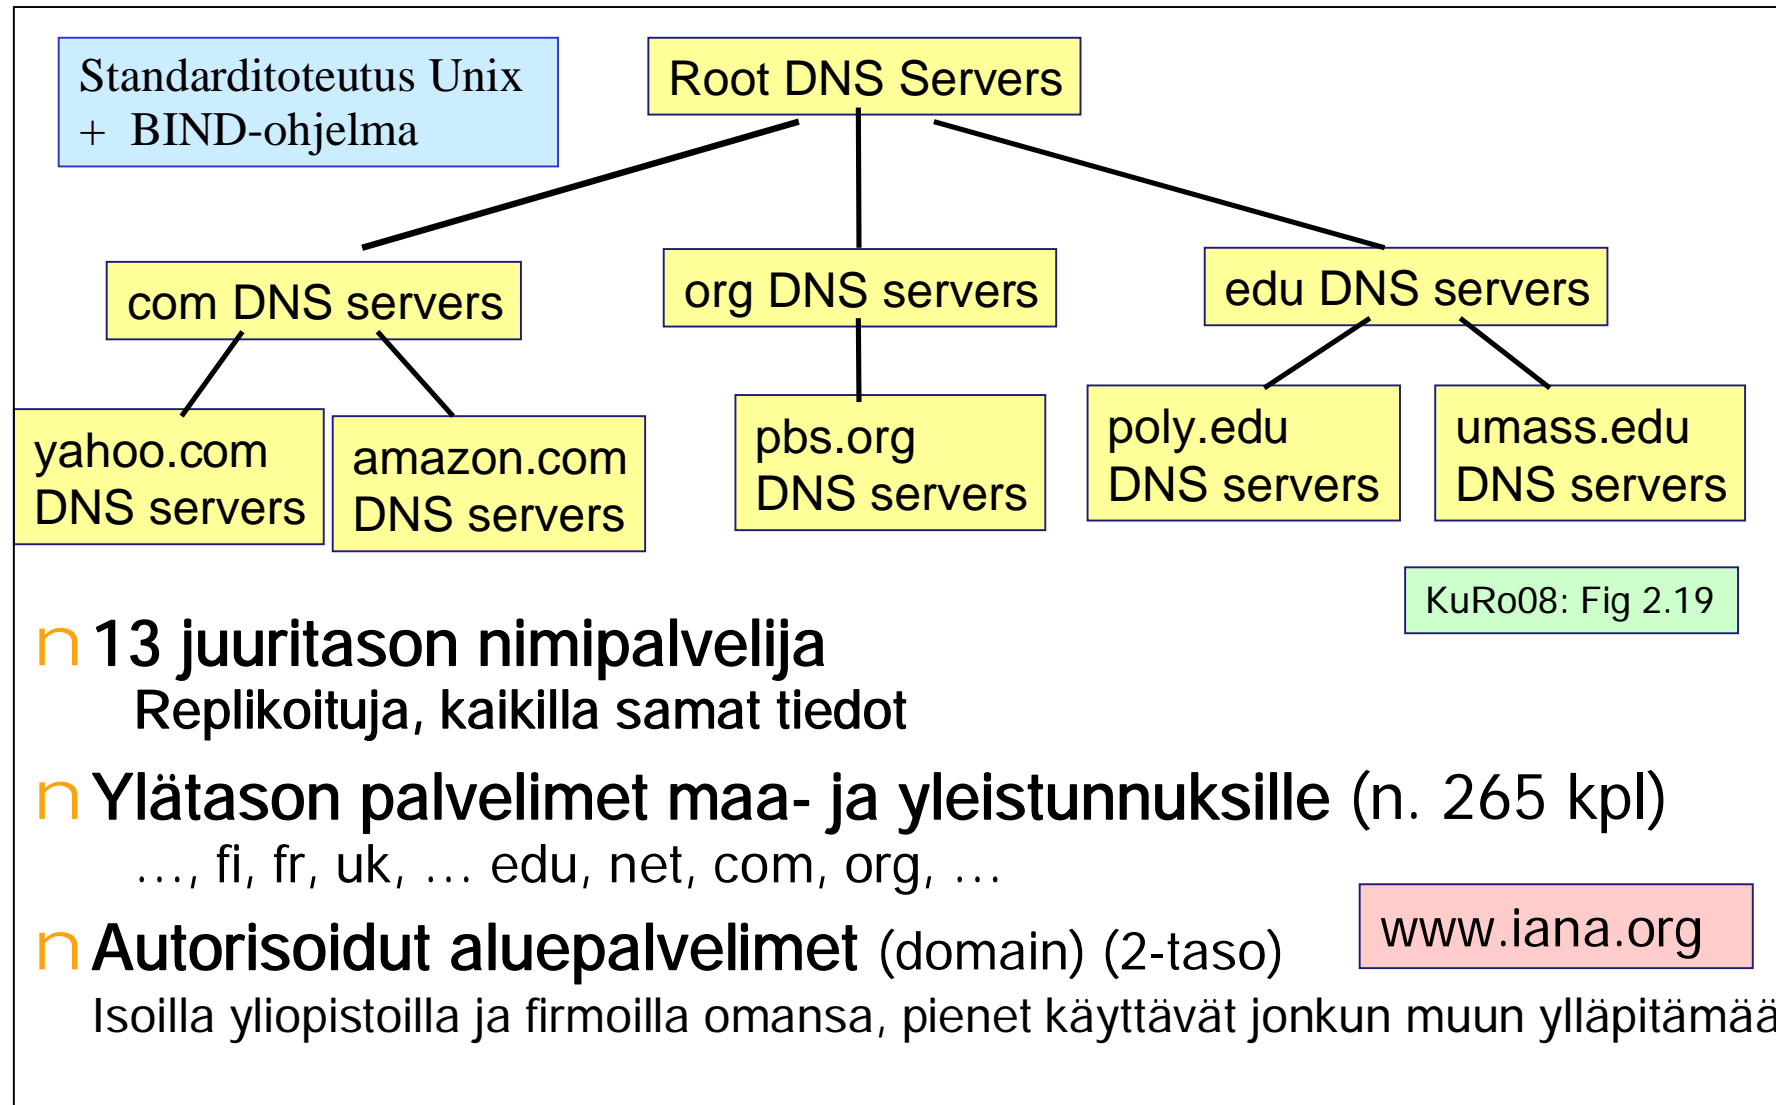 Standarditoteutus Unix
+ BIND-ohjelma
Root DNS Servers
com DNS servers
org DNS servers
edu DNS servers
yahoo.com
DNS servers
amazon.com
DNS servers
pbs.org
DNS servers
poly.edu
DNS servers
umass.edu
DNS servers
KuRo08: Fig 2.19
n 13 juuritason nimipalvelija
Replikoituja, kaikilla samat tiedot
n Ylätason palvelimet maa- ja yleistunnuksille (n. 265 kpl)
…, fi, fr, uk, … edu, net, com, org, …
www.iana.org
n Autorisoidut aluepalvelimet (domain) (2-taso)
Isoilla yliopistoilla ja firmoilla omansa, pienet käyttävät jonkun muun ylläpitämää